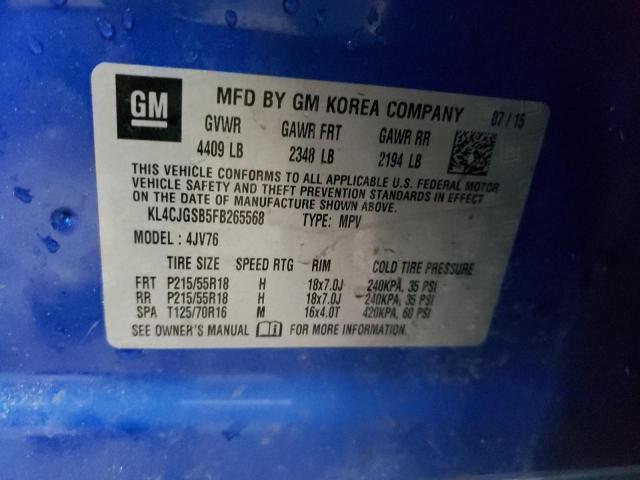 GM
MFD BY GM KOREA COMPANY 07/15
GVWR GAWR FRT GAWR RR
4409 LB 2348 LB 2194 LB
THIS VEHICLE CONFORMS TO ALL APPLICABLE U.S. FEDERAL MOTOR
VEHICLE SAFETY AND THEFT PREVENTION STANDARDS IN EFFECT
ON THE DATE OF MANUFACTURE SHOWN ABOVE.
KL4CJGSB5FB265568 TYPE: MPV
MODEL: 4JV76
TIRE SIZE SPEED RTG RIM COLD TIRE PRESSURE
FRT P215/55R18 H 18x7.0J 240KPA, 35 PSI
RR P215/55R18 H 18x7.0J 240KPA, 35 PSI
SPA T125/70R16 M 16x4.0T 420KPA, 60 PSI
SEE OWNER'S MANUAL FOR MORE INFORMATION.